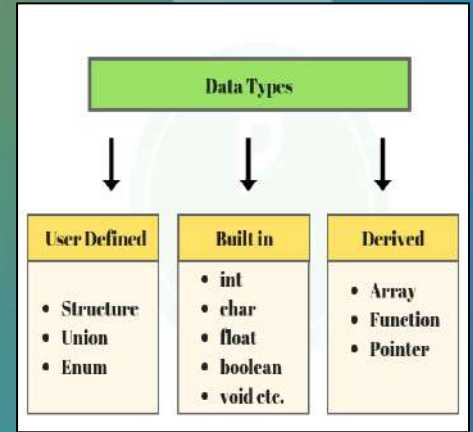 Data Types
User Defined
• Structure
• Union
• Enum
Built in
• int
• char
• float
• boolean
• void etc.
Derived
• Array
• Function
• Pointer